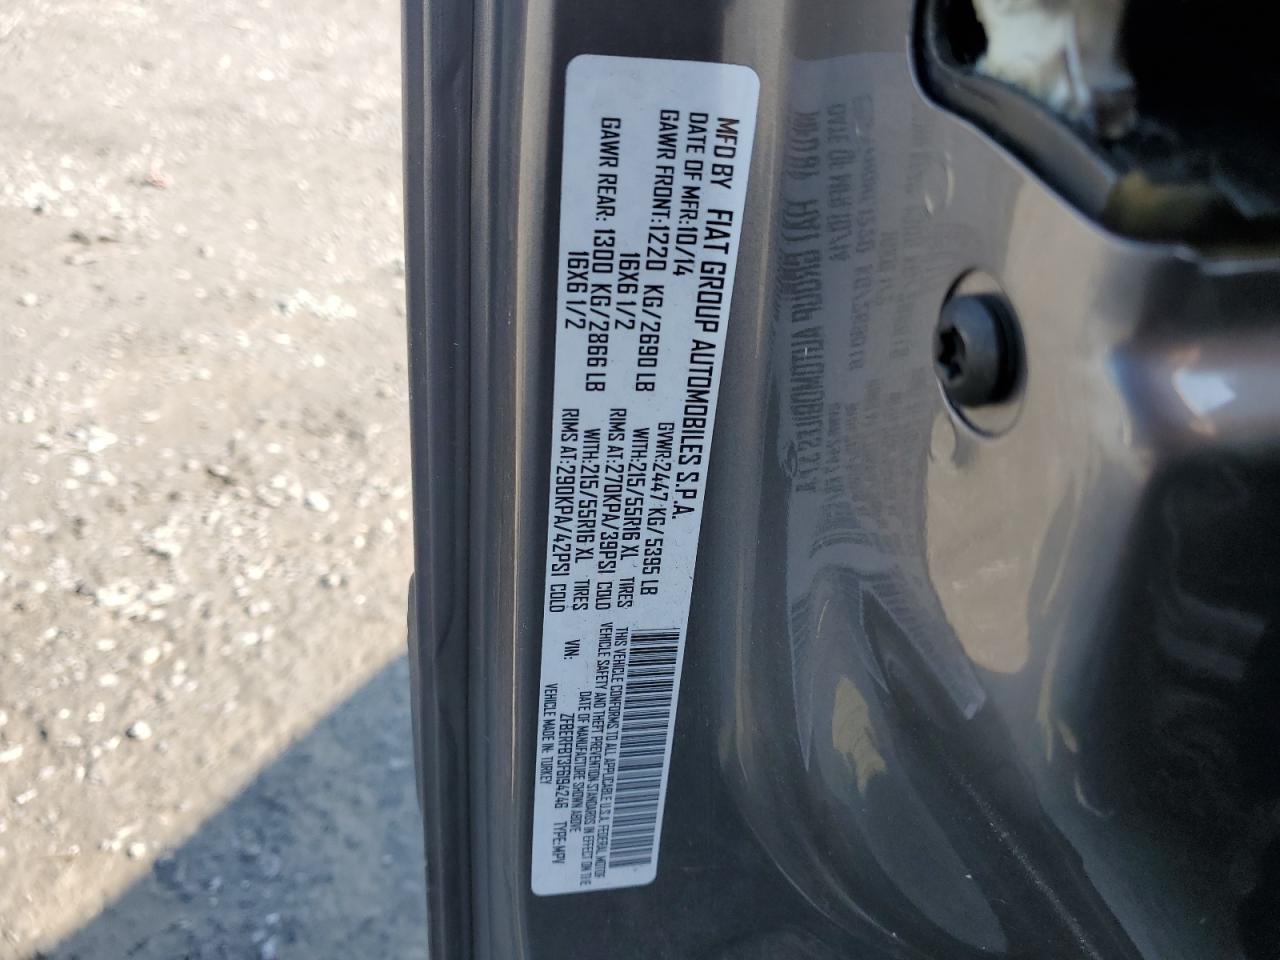 MFD BY FIAT GROUP AUTOMOBILES S.P.A.
DATE OF MFR:10/14 GVWR:2447 KG/5395 LB
GAWR FRONT:1220 KG/2690 LB WITH:215/55R16 XL TIRES
16X6 1/2 RIMS AT:270KPA/39PSI COLD
GAWR REAR: 1300 KG/2866 LB WITH:215/55R16 XL TIRES
16X6 1/2 RIMS AT:290KPA/42PSI COLD
THIS VEHICLE CONFORMS TO ALL APPLICABLE U.S.A. FEDERAL MOTOR
VEHICLE SAFETY AND THEFT PREVENTION STANDARDS IN EFFECT ON THE
DATE OF MANUFACTURE SHOWN ABOVE
VIN: ZFBERFBT3F6094246 TYPE:MPV
VEHICLE MADE IN: TURKEY